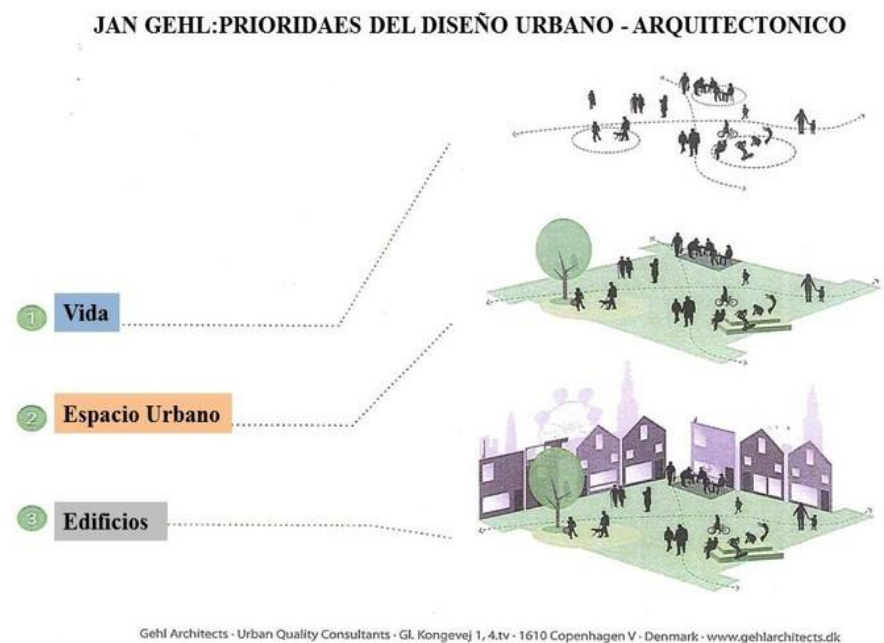 JAN GEHL:PRIORIDAES DEL DISEÑO URBANO - ARQUITECTONICO
1 Vida
2 Espacio Urbano
3 Edificios
Gehl Architects · Urban Quality Consultants · Gl. Kongevej 1, 4.tv · 1610 Copenhagen V · Denmark · www.gehlarchitects.dk